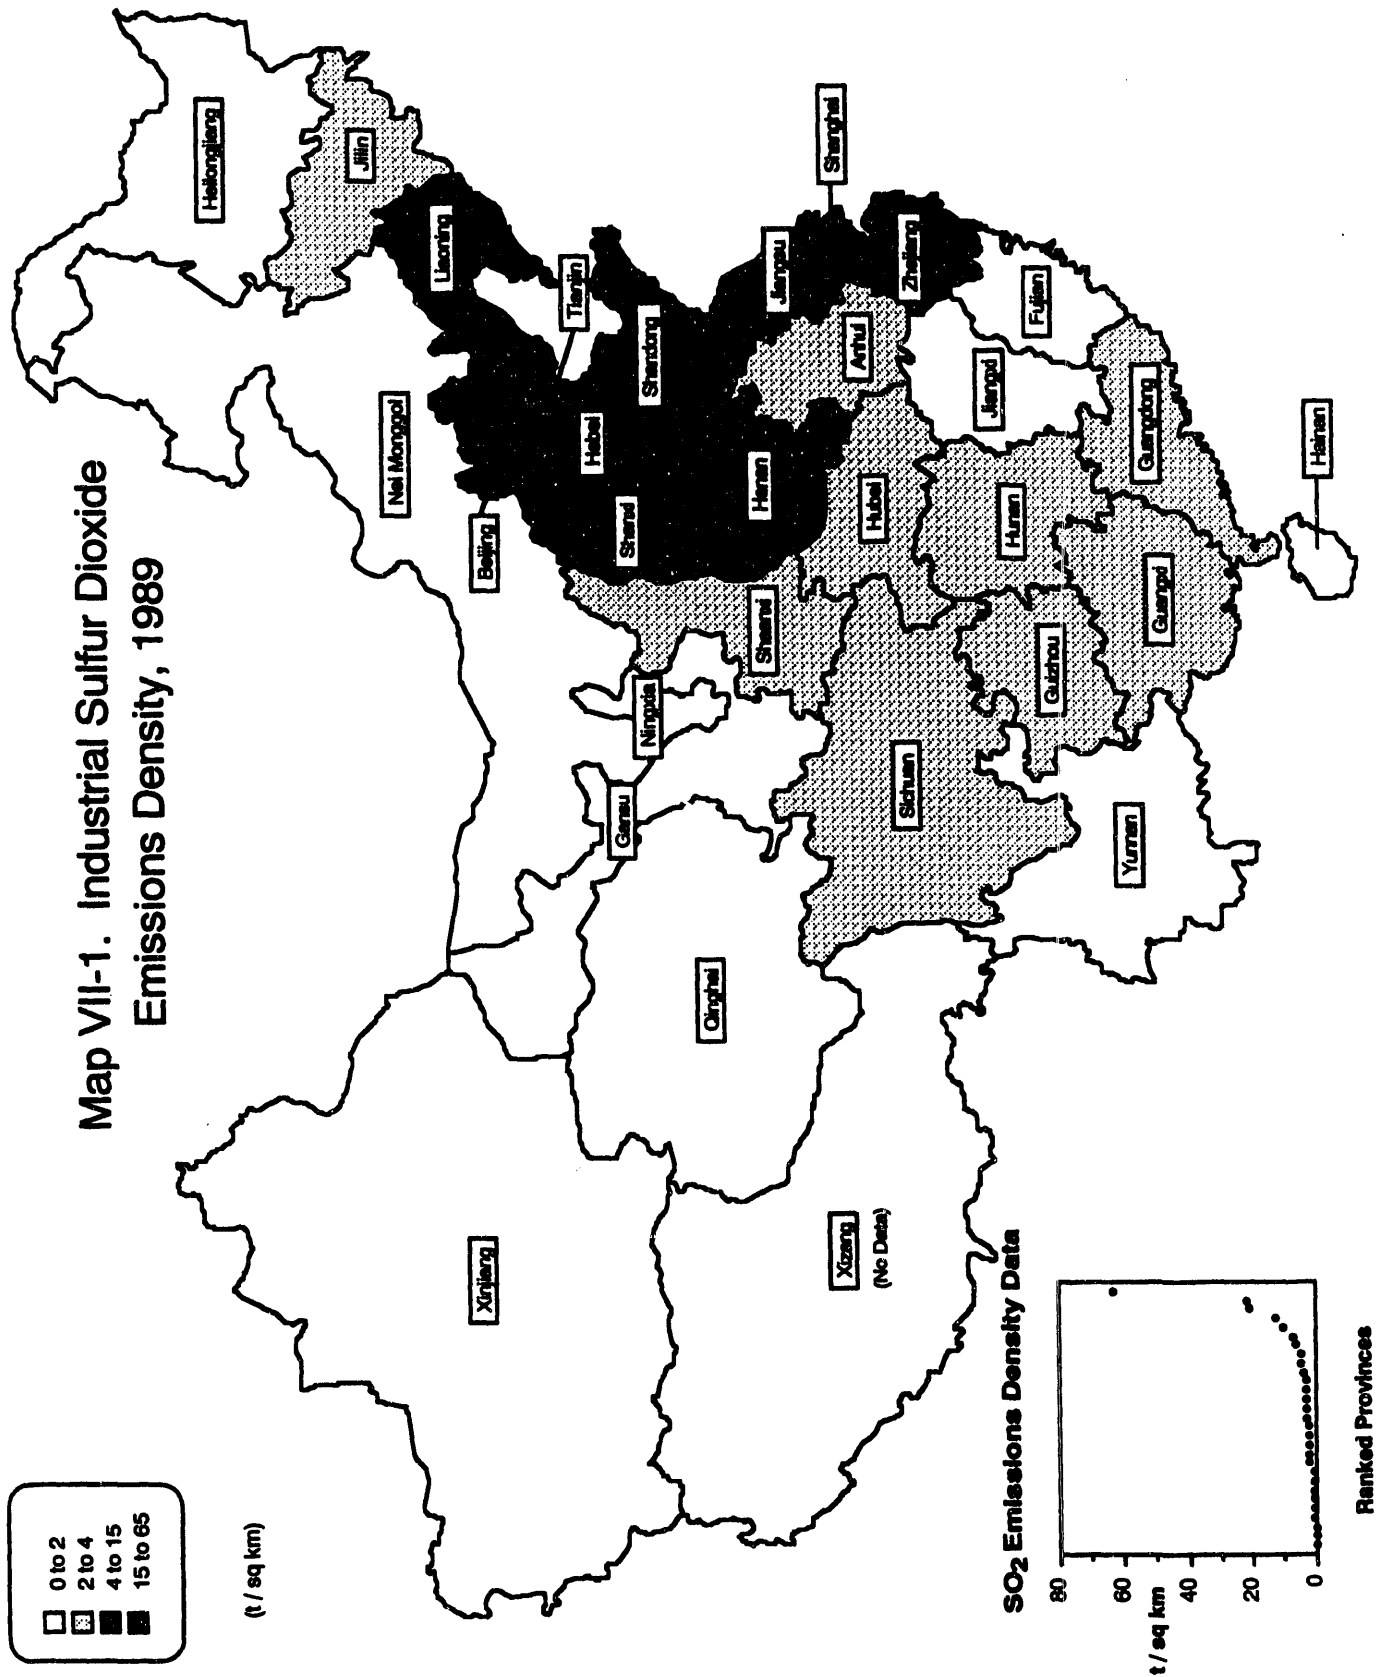 Map VII-1. Industrial Sulfur Dioxide
Emissions Density, 1989
0 to 2
2 to 4
4 to 15
15 to 65
(t / sq km)
Heilongjiang
Jilin
Liaoning
Nei Monggol
Beijing
Tianjin
Hebei
Shanxi
Shandong
Henan
Jiangsu
Shanghai
Zhejiang
Anhui
Shaanxi
Ningxia
Gansu
Xinjiang
Qinghai
Xizang
(No Data)
Sichuan
Hubei
Hunan
Jiangxi
Fujian
Guizhou
Yunnan
Guangxi
Guangdong
Hainan
SO2 Emissions Density Data
t / sq km
80
60
40
20
0
Ranked Provinces